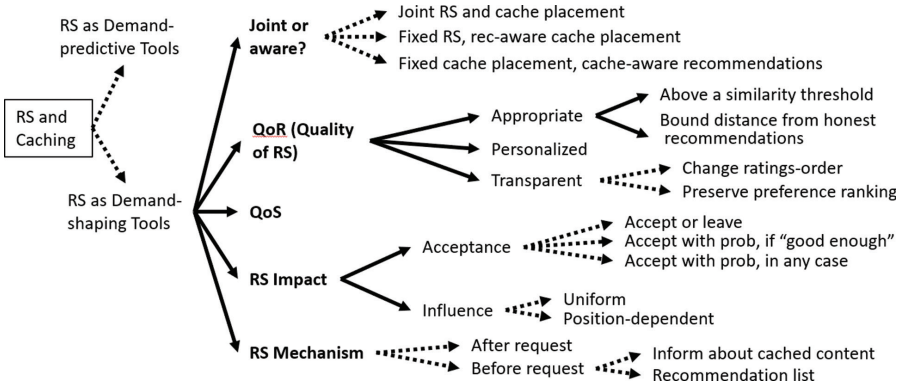 RS as Demand-
predictive Tools
RS and
Caching
RS as Demand-
shaping Tools
Joint or
aware?
Joint RS and cache placement
Fixed RS, rec-aware cache placement
Fixed cache placement, cache-aware recommendations
QoR (Quality
of RS)
Appropriate
Above a similarity threshold
Bound distance from honest
recommendations
Personalized
Transparent
Change ratings-order
Preserve preference ranking
QoS
RS Impact
Acceptance
Accept or leave
Accept with prob, if “good enough”
Accept with prob, in any case
Influence
Uniform
Position-dependent
RS Mechanism
After request
Before request
Inform about cached content
Recommendation list